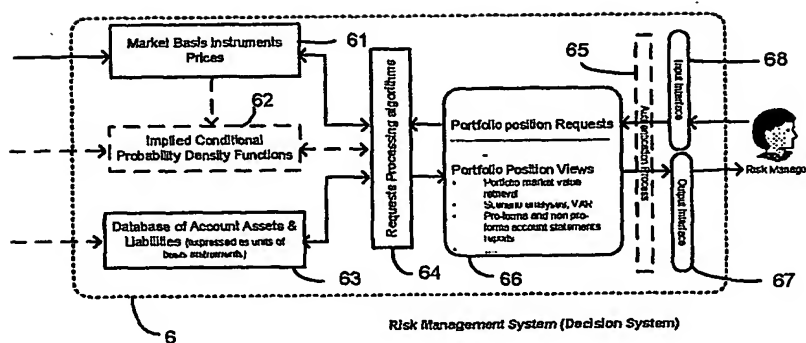 Market Basis Instruments
Prices
61
62
Implied Conditional
Probability Density Functions
Database of Account Assets &
Liabilities (expressed as units of
basis instruments)
63
Requests Processing algorithms
64
Portfolio position Requests
...
Portfolio Position Views
Portfolio market value
retrieval
Scenario analysis, VAR
Pro-forma and non pro-
forma account statements
reports
....
66
65
Process
Input Interface
68
Output Interface
67
Risk Manage
6
Risk Management System (Decision System)